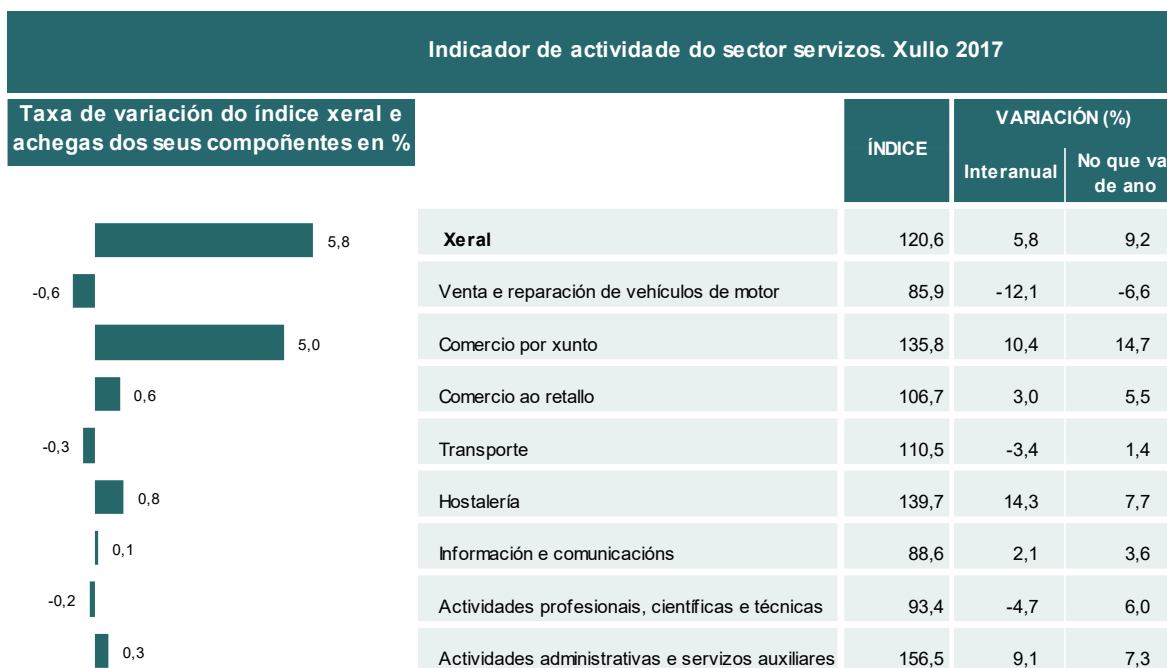 Indicador de actividade do sector servizos. Xullo 2017
Taxa de variación do índice xeral e
achegas dos seus compoñentes en %
ÍNDICE
VARIACIÓN (%)
Interanual
No que va
de ano
5,8 Xeral 120,6 5,8 9,2
-0,6 Venta e reparación de vehículos de motor 85,9 -12,1 -6,6
5,0 Comercio por xunto 135,8 10,4 14,7
0,6 Comercio ao retallo 106,7 3,0 5,5
-0,3 Transporte 110,5 -3,4 1,4
0,8 Hostalería 139,7 14,3 7,7
0,1 Información e comunicacións 88,6 2,1 3,6
-0,2 Actividades profesionais, científicas e técnicas 93,4 -4,7 6,0
0,3 Actividades administrativas e servizos auxiliares 156,5 9,1 7,3